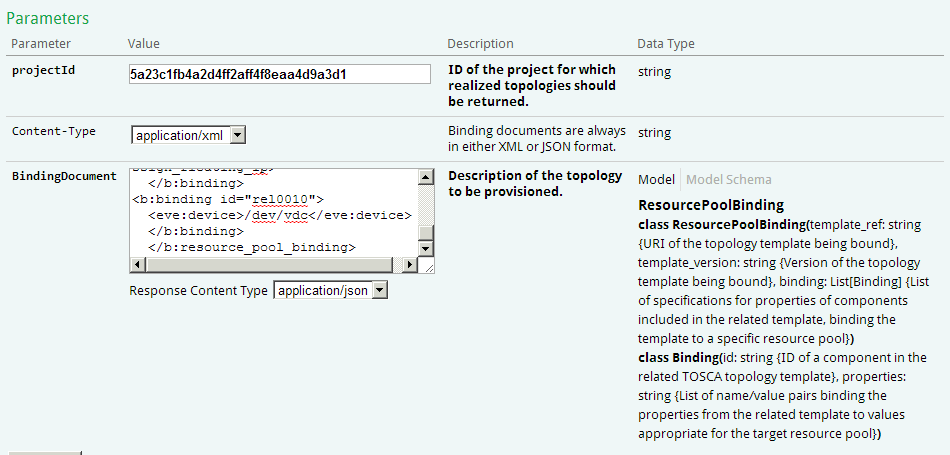 Parameters
Parameter Value Description Data Type
projectId 5a23c1fb4a2d4ff2aff4f8eaa4d9a3d1 ID of the project for which realized topologies should be returned. string
Content-Type application/xml Binding documents are always in either XML or JSON format. string
BindingDocument
</b:binding>
<b:binding id="rel0010">
<eve:device>/dev/vdc</eve:device>
</b:binding>
</b:resource_pool_binding>
Response Content Type application/json
Description of the topology
to be provisioned.
Model Model Schema
ResourcePoolBinding
class ResourcePoolBinding(template_ref: string
{URI of the topology template being bound},
template_version: string {Version of the topology
template being bound}, binding: List[Binding] {List
of specifications for properties of components
included in the related template, binding the
template to a specific resource pool})
class Binding(id: string {ID of a component in the
related TOSCA topology template}, properties:
string {List of name/value pairs binding the
properties from the related template to values
appropriate for the target resource pool})